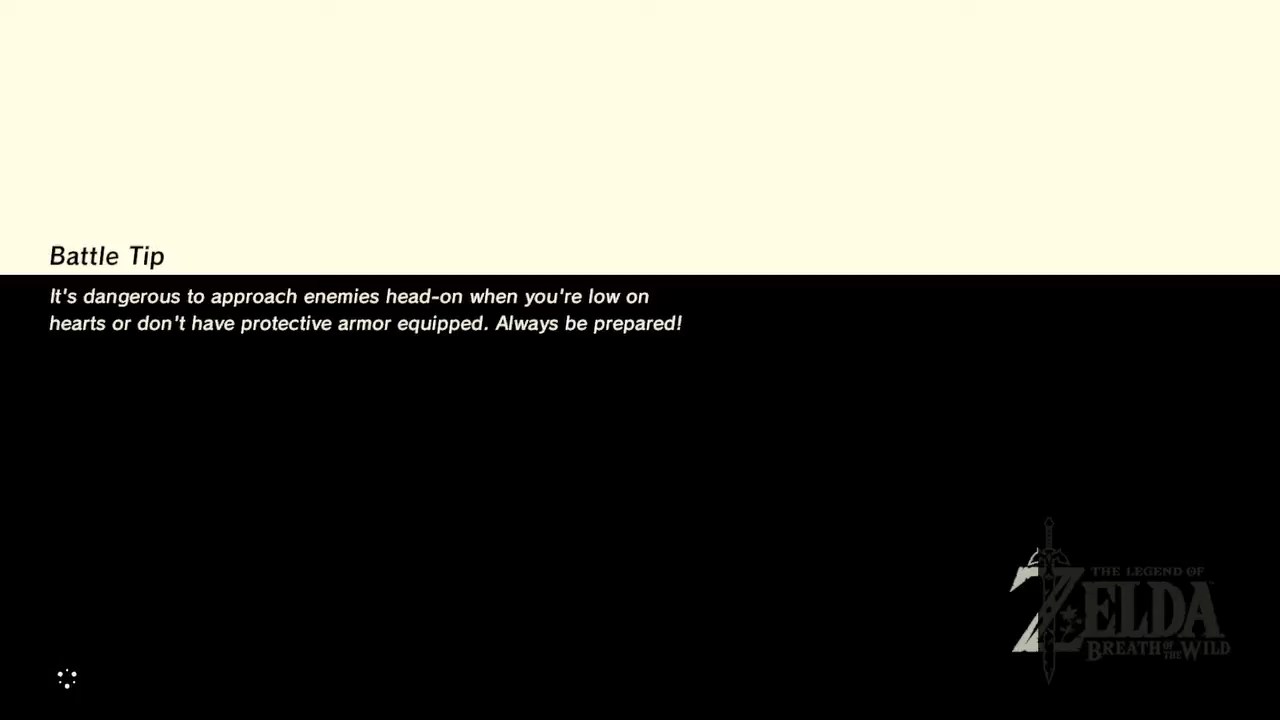 Battle Tip
It's dangerous to approach enemies head-on when you're low on
hearts or don't have protective armor equipped. Always be prepared!
THE LEGEND OF
ZELDA
BREATH OF THE WILD